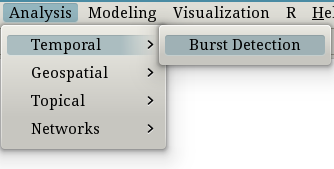 Analysis Modeling Visualization R
Temporal > Burst Detection
Geospatial >
Topical >
Networks >